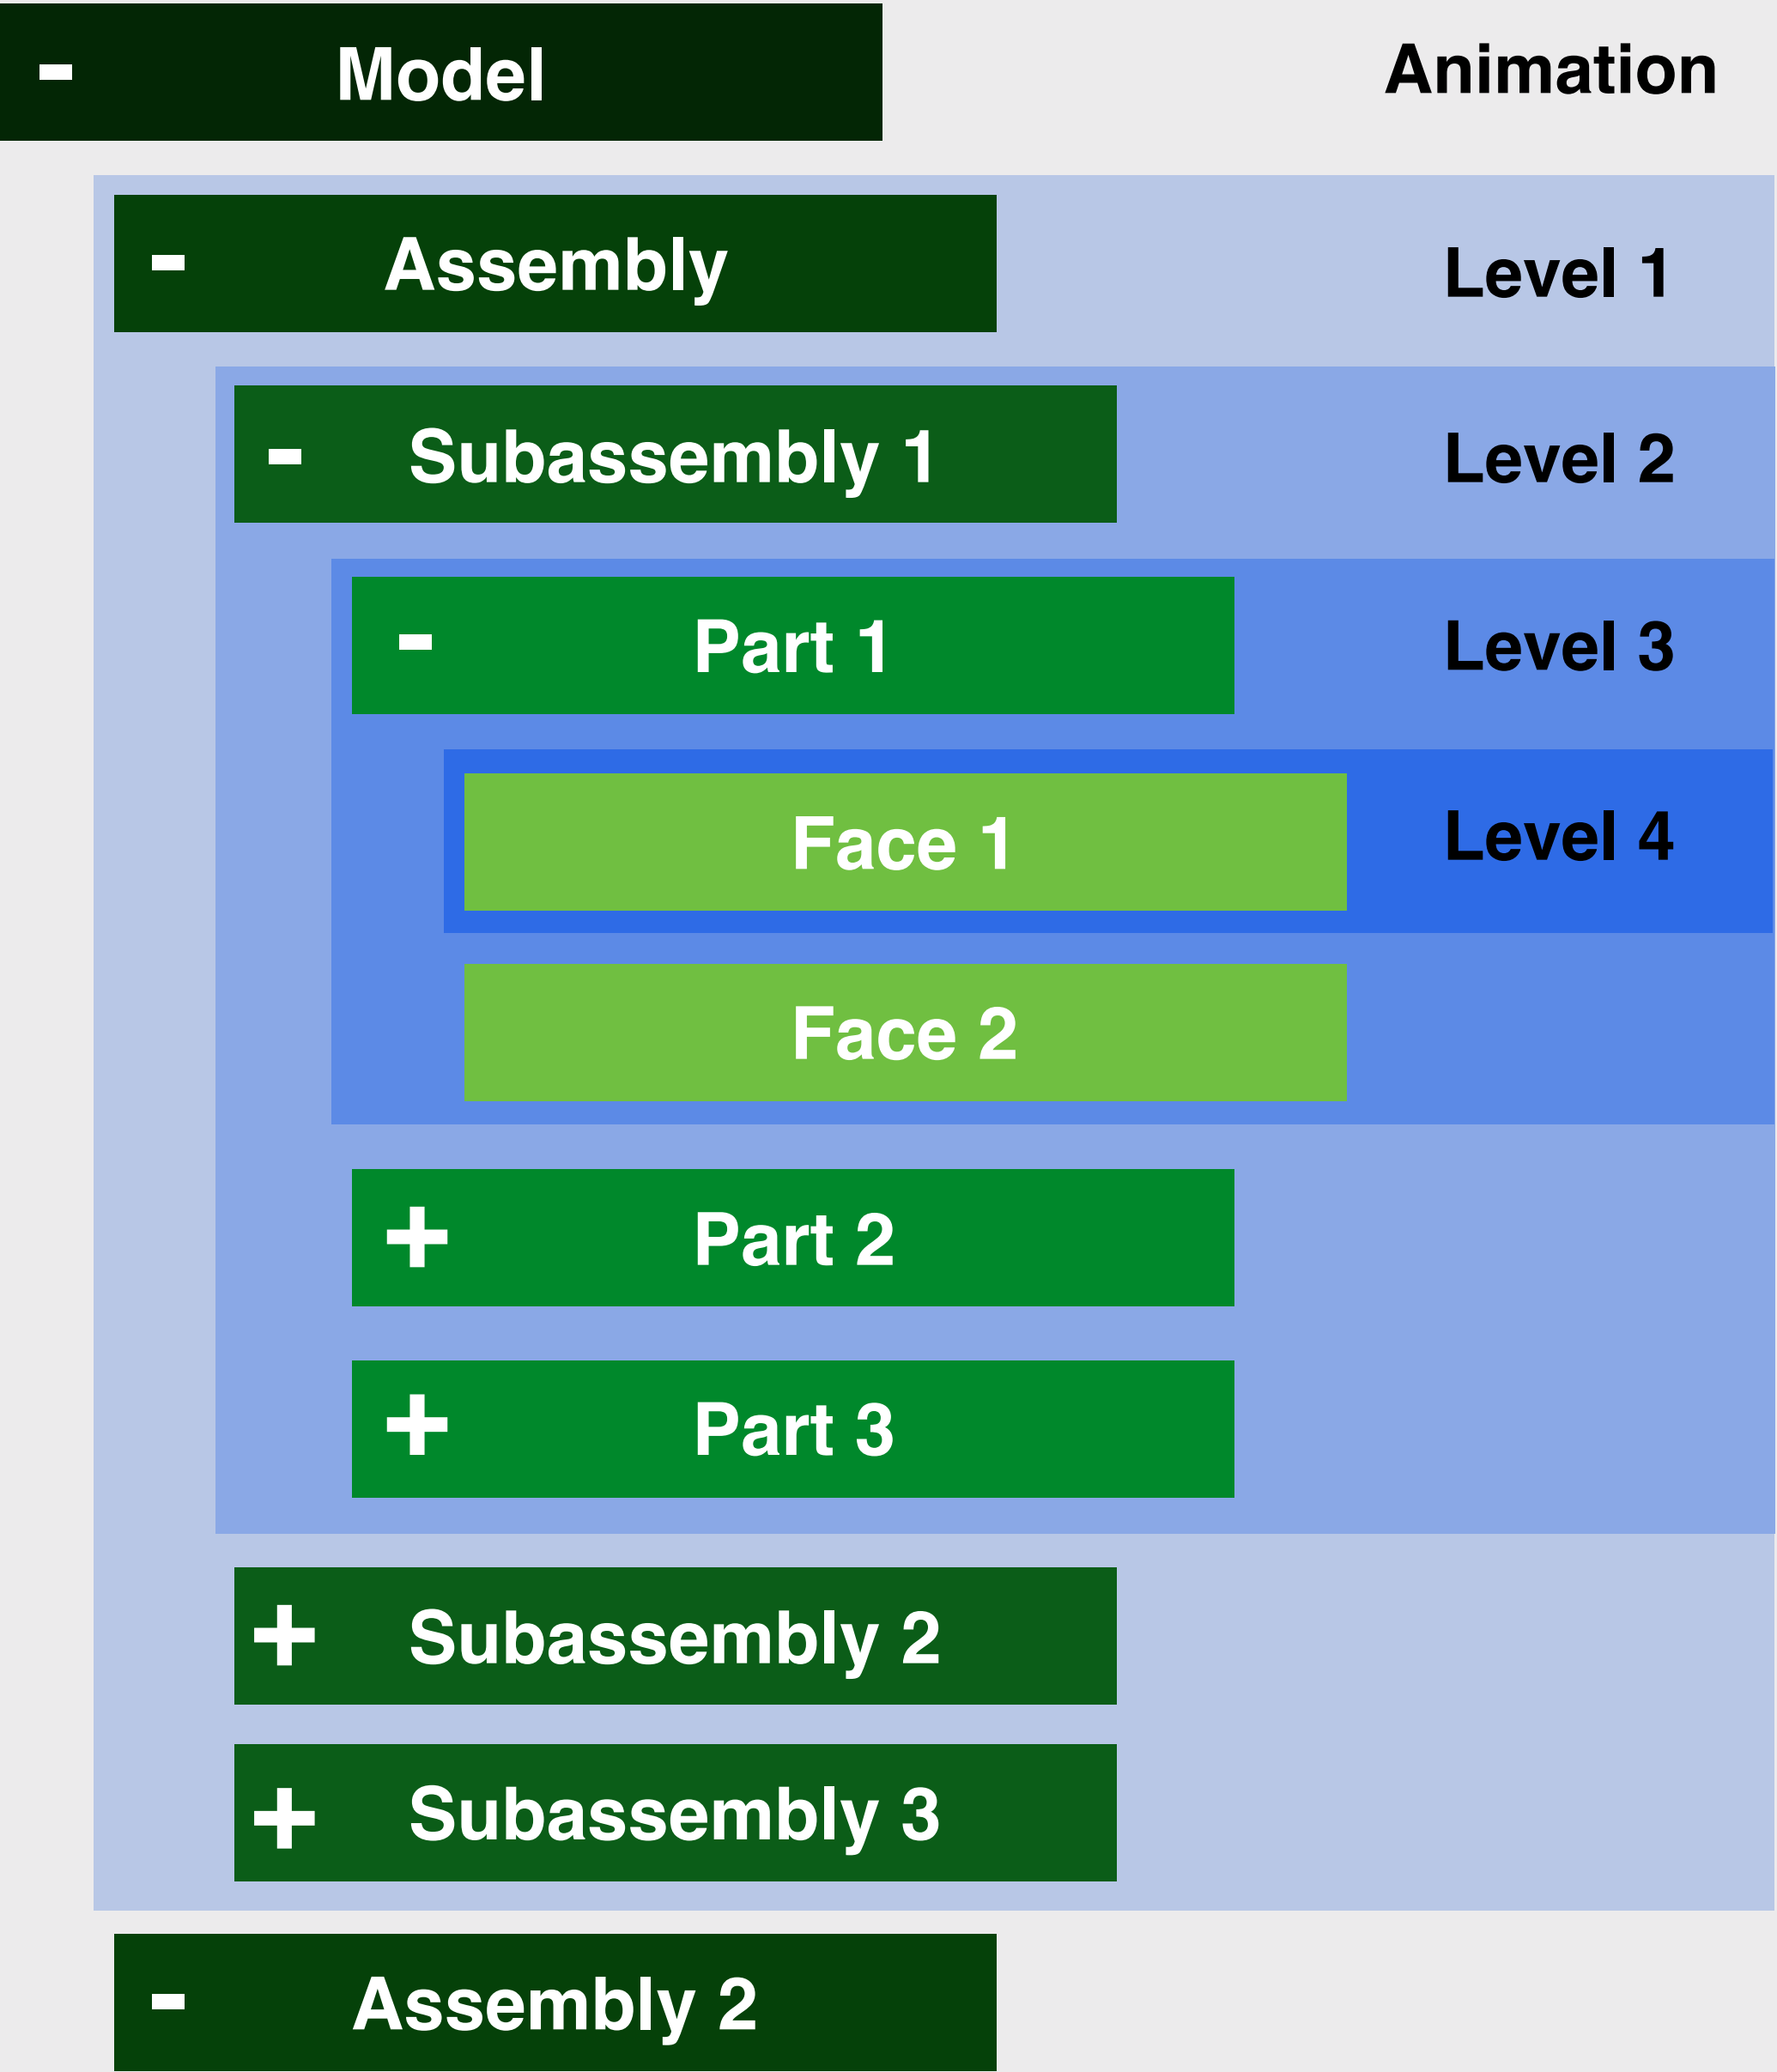 - Model Animation
- Assembly Level 1
- Subassembly 1 Level 2
- Part 1 Level 3
Face 1 Level 4
Face 2
+ Part 2
+ Part 3
+ Subassembly 2
+ Subassembly 3
- Assembly 2